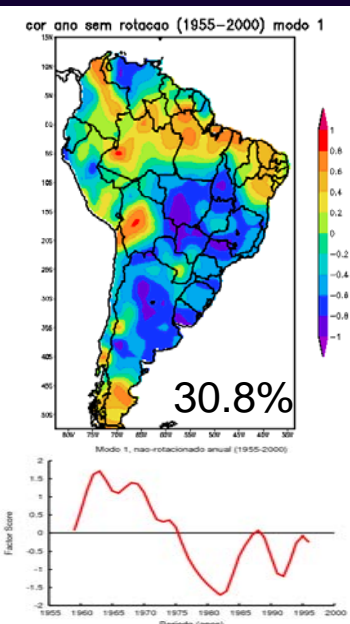 cor ano sem rotacao (1955-2000) modo 1
15N
10N
5N
EQ
5S
10S
15S
20S
25S
30S
35S
40S
45S
50S
80W 75W 70W 65W 60W 55W 50W 45W 40W 35W 30W
1
0.8
0.6
0.4
0.2
0
-0.2
-0.4
-0.6
-0.8
-1
30.8%
Modo 1, nao-rotacionado anual (1955-2000)
Factor Score
2
1.5
1
0.5
0
-0.5
-1
-1.5
-2
1955 1960 1965 1970 1975 1980 1985 1990 1995 2000
Periodo (anos)